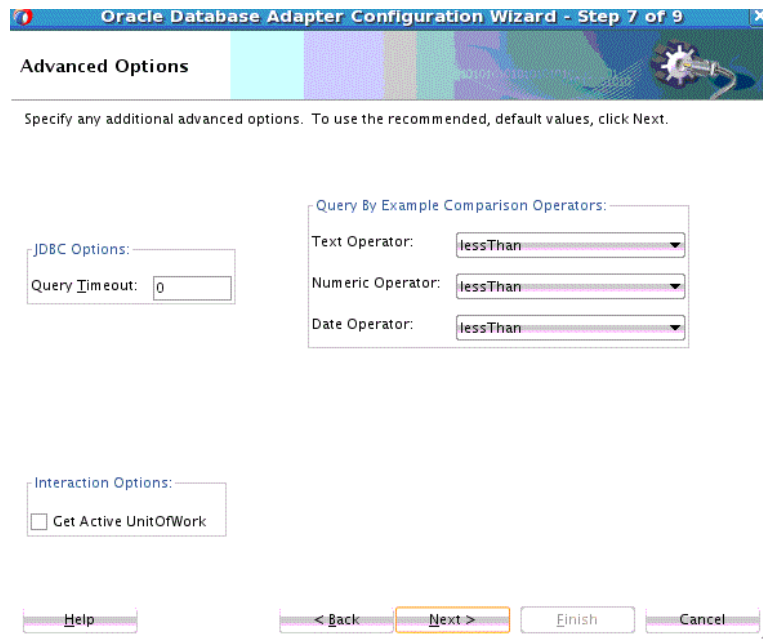 Oracle Database Adapter Configuration Wizard - Step 7 of 9
Advanced Options
Specify any additional advanced options. To use the recommended, default values, click Next.
Query By Example Comparison Operators:
Text Operator: lessThan
JDBC Options:
Query Timeout: 0
Numeric Operator: lessThan
Date Operator: lessThan
Interaction Options:
Get Active UnitOfWork
Help < Back Next > Finish Cancel